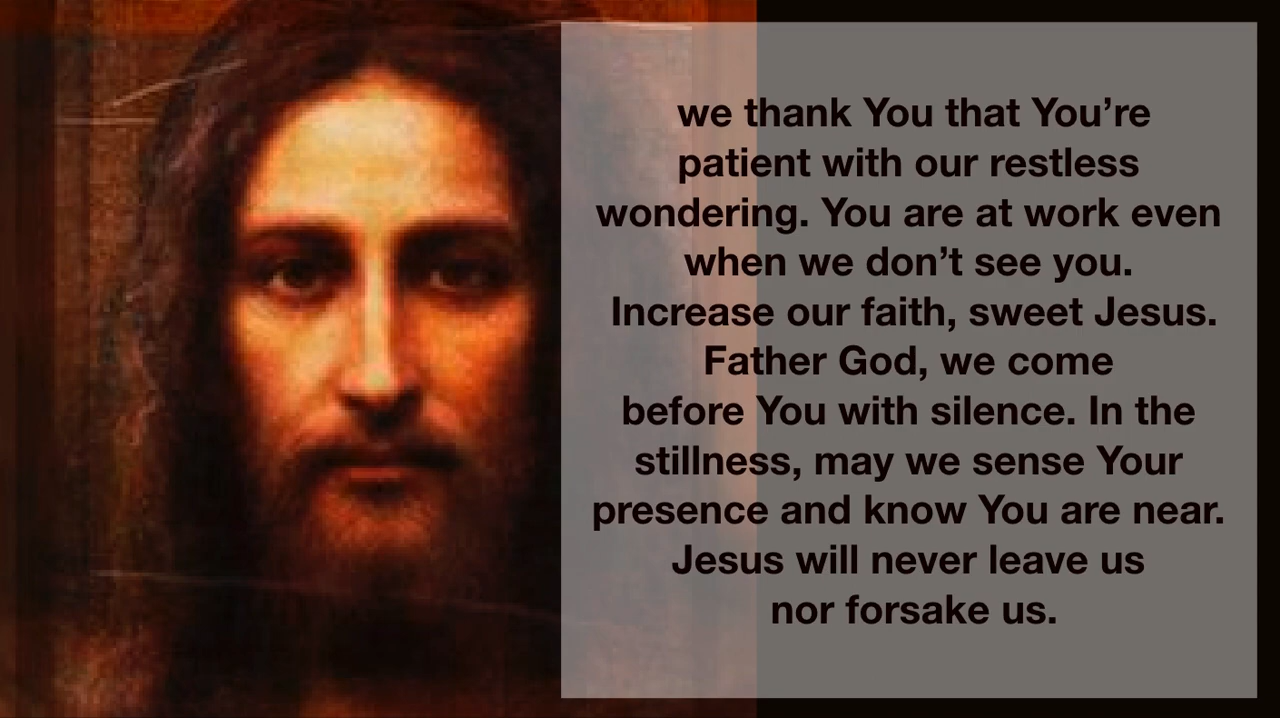 we thank You that You’re
patient with our restless
wondering. You are at work even
when we don’t see you.
Increase our faith, sweet Jesus.
Father God, we come
before You with silence. In the
stillness, may we sense Your
presence and know You are near.
Jesus will never leave us
nor forsake us.